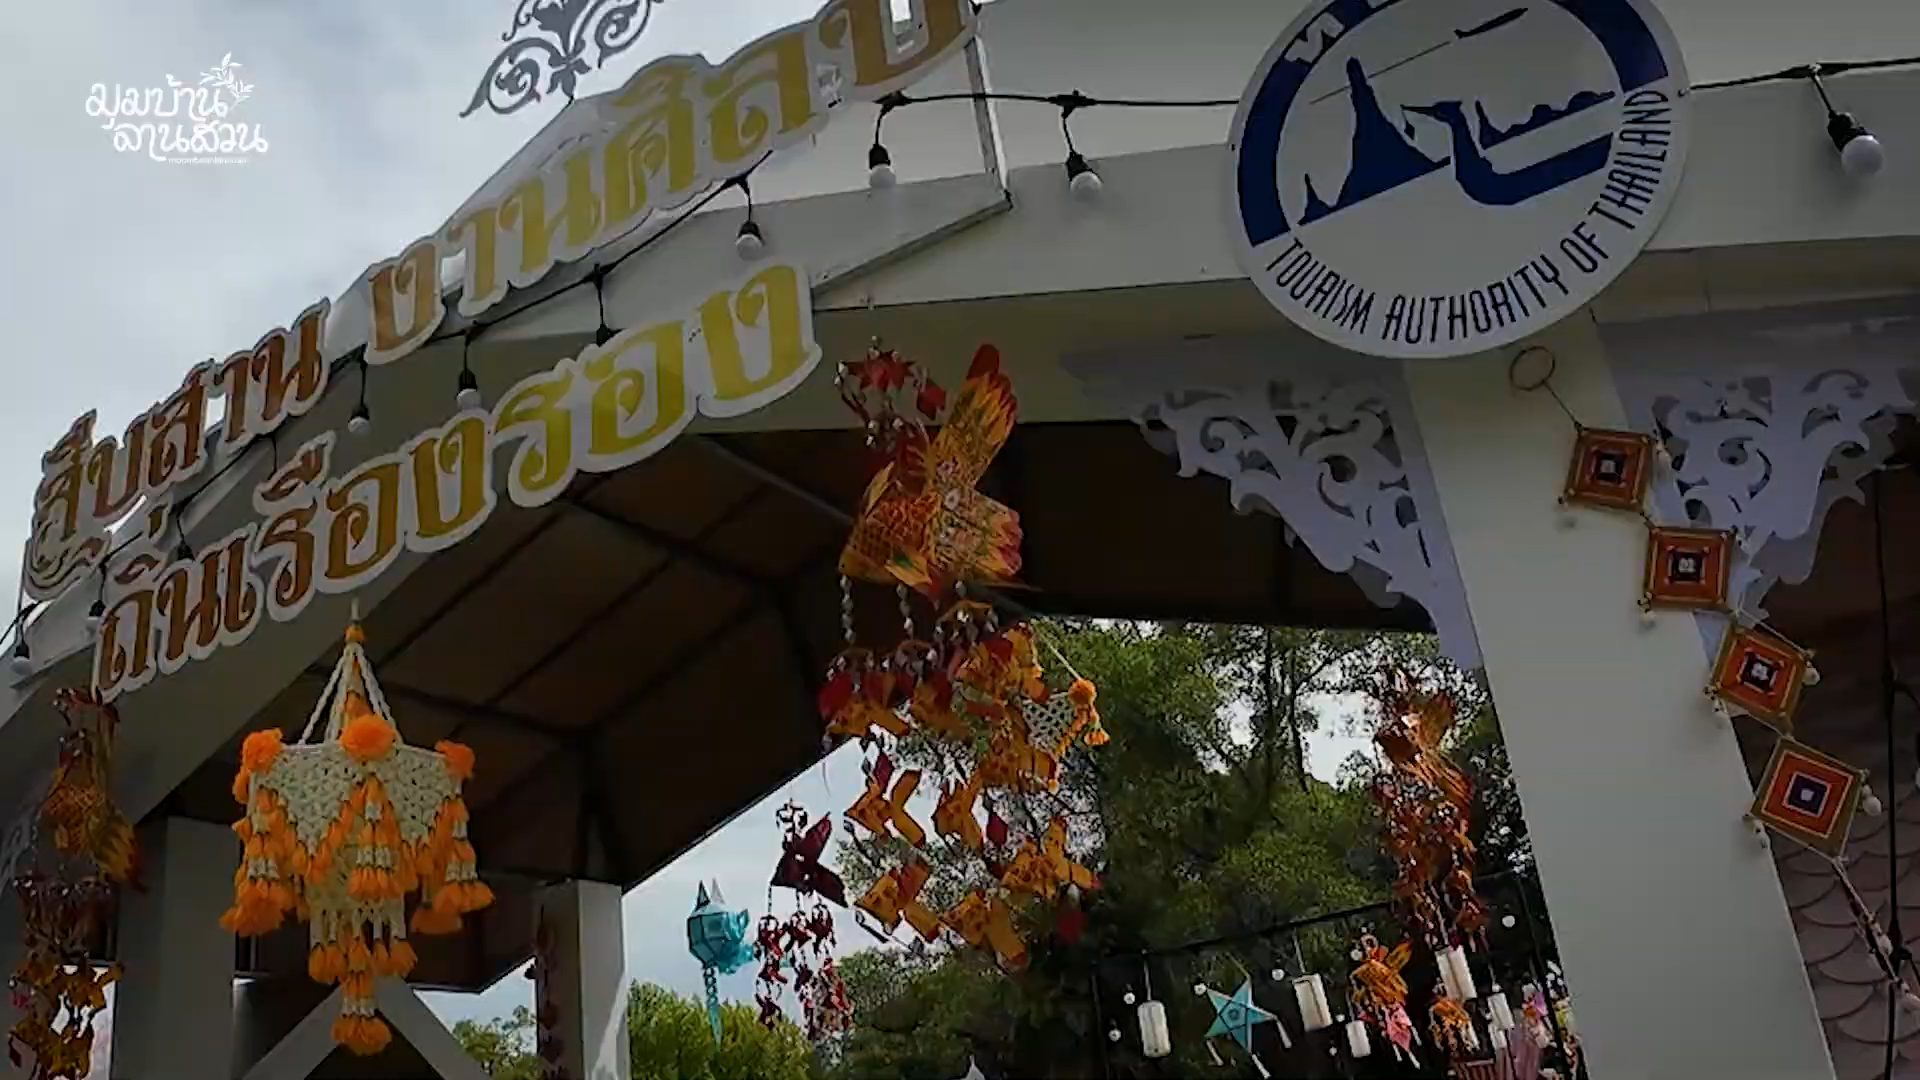 มุมบ้าน
ลานสวน
สืบสาน งานศิลป
ถิ่นเรืองรอง
TOURISM AUTHORITY OF THAILAND